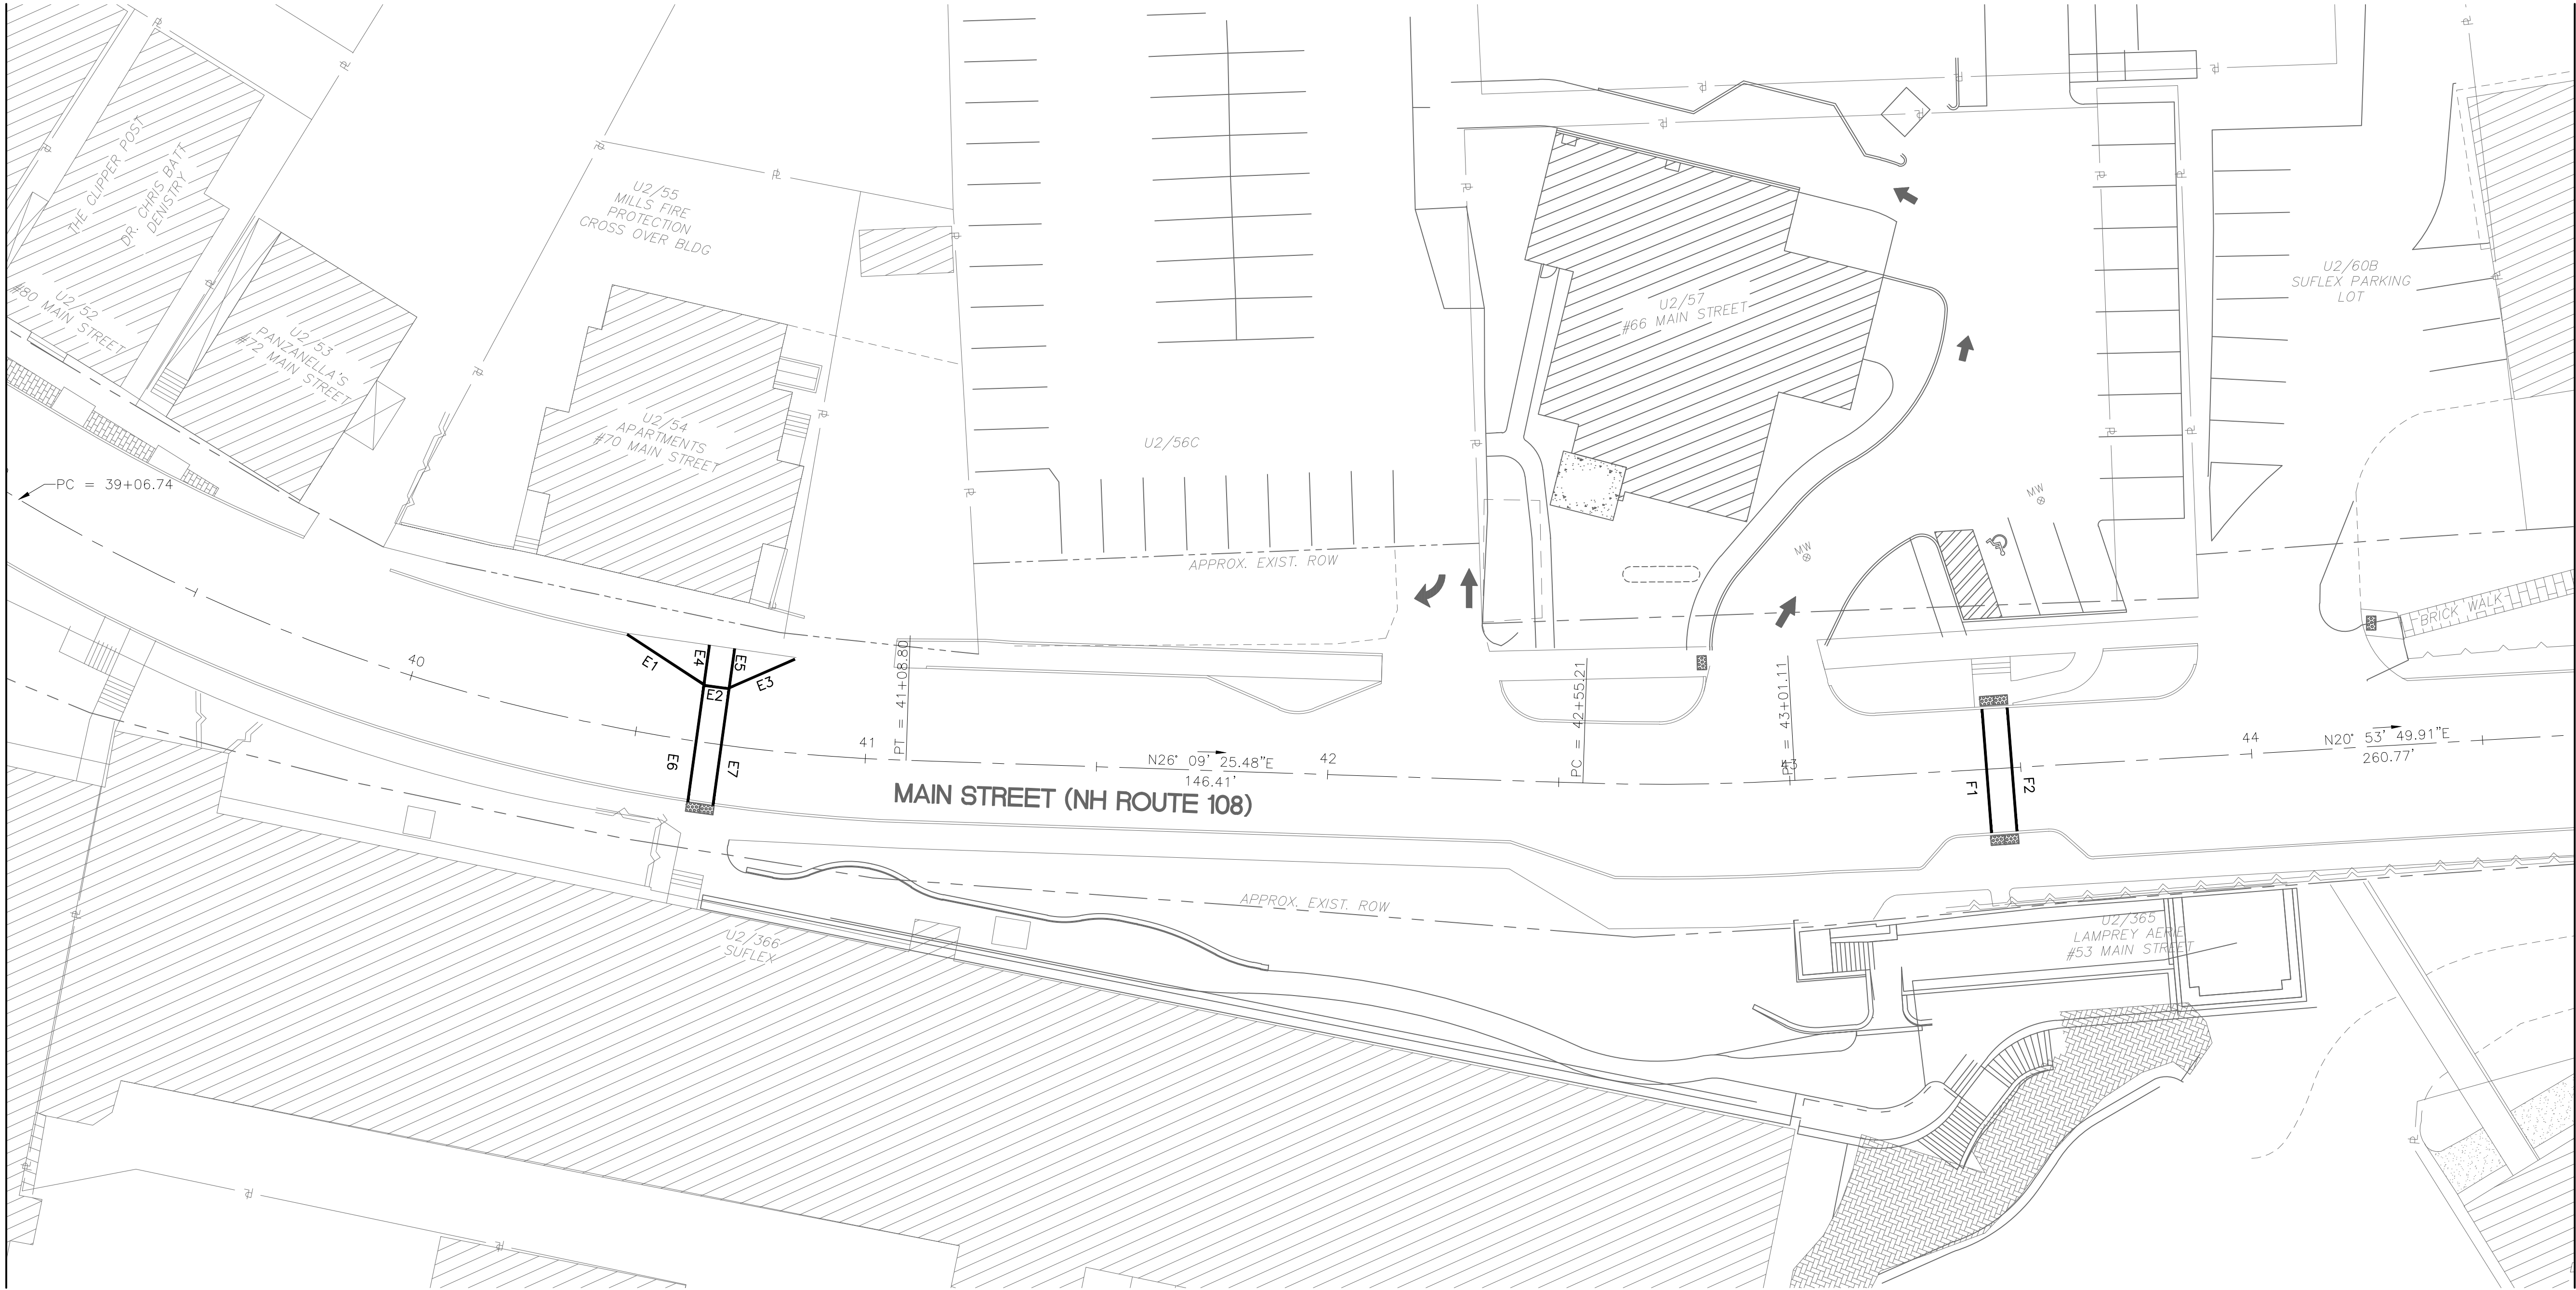 THE CLIPPER POST
DR. CHRIS BATT
DENISTRY
U2/52
#80 MAIN STREET
U2/53
PANZANELLA'S
#72 MAIN STREET
U2/55
MILLS FIRE
PROTECTION
CROSS OVER BLDG
U2/54
APARTMENTS
#70 MAIN STREET
U2/56C
U2/57
#66 MAIN STREET
U2/60B
SUFLEX PARKING
LOT
PC = 39+06.74
APPROX. EXIST. ROW
MW
MW
BRICK WALK
40
E1
E4
E5
E2
E3
E6
E7
41
PT = 41+08.80
N26° 09' 25.48"E
146.41'
42
PC = 42+55.21
PT = 43+01.11
43
F1
F2
44
N20° 53' 49.91"E
260.77'
MAIN STREET (NH ROUTE 108)
APPROX. EXIST. ROW
U2/366
SUFLEX
U2/365
LAMPREY AERIE
#53 MAIN STREET